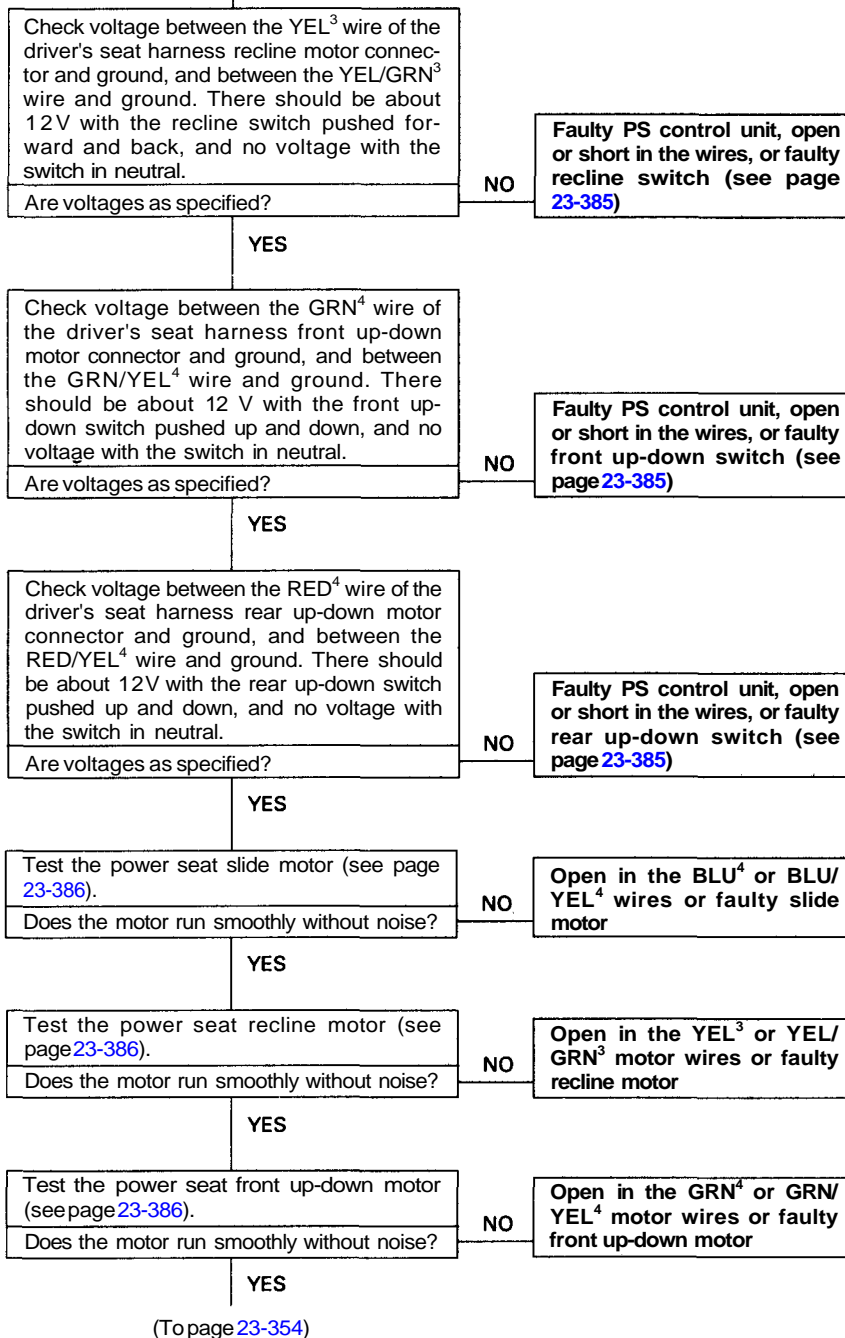 Check voltage between the YEL³ wire of the
driver's seat harness recline motor connec-
tor and ground, and between the YEL/GRN³
wire and ground. There should be about
12V with the recline switch pushed for-
ward and back, and no voltage with the
switch in neutral.
Are voltages as specified?
NO
Faulty PS control unit, open
or short in the wires, or faulty
recline switch (see page
23-385)
YES
Check voltage between the GRN⁴ wire of
the driver's seat harness front up-down
motor connector and ground, and between
the GRN/YEL⁴ wire and ground. There
should be about 12 V with the front up-
down switch pushed up and down, and no
voltage with the switch in neutral.
Are voltages as specified?
NO
Faulty PS control unit, open
or short in the wires, or faulty
front up-down switch (see
page 23-385)
YES
Check voltage between the RED⁴ wire of the
driver's seat harness rear up-down motor
connector and ground, and between the
RED/YEL⁴ wire and ground. There should
be about 12V with the rear up-down switch
pushed up and down, and no voltage with
the switch in neutral.
Are voltages as specified?
NO
Faulty PS control unit, open
or short in the wires, or faulty
rear up-down switch (see
page 23-385)
YES
Test the power seat slide motor (see page
23-386).
Does the motor run smoothly without noise?
NO
Open in the BLU⁴ or BLU/
YEL⁴ wires or faulty slide
motor
YES
Test the power seat recline motor (see
page 23-386).
Does the motor run smoothly without noise?
NO
Open in the YEL³ or YEL/
GRN³ motor wires or faulty
recline motor
YES
Test the power seat front up-down motor
(see page 23-386).
Does the motor run smoothly without noise?
NO
Open in the GRN⁴ or GRN/
YEL⁴ motor wires or faulty
front up-down motor
YES
(To page 23-354)